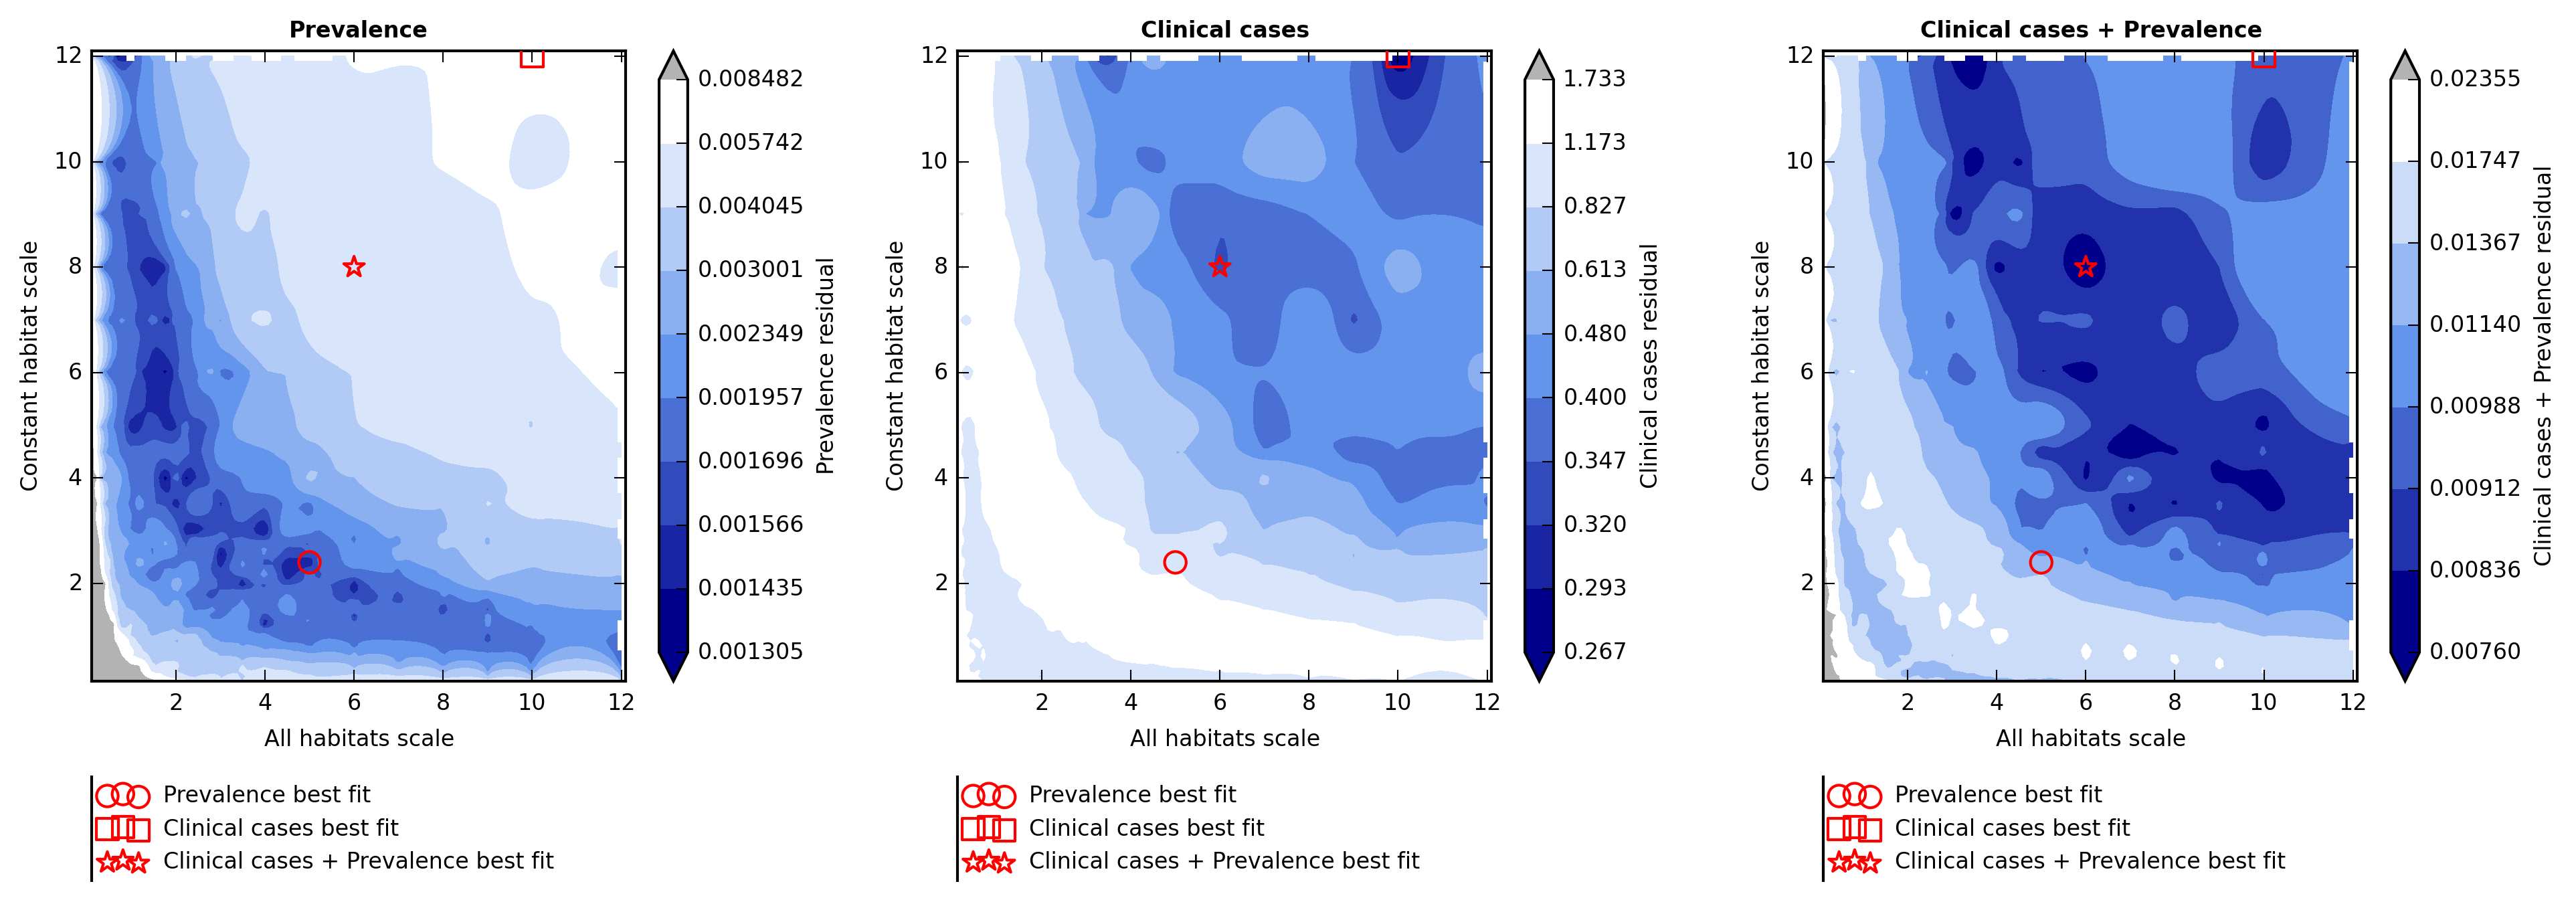 Prevalence
Clinical cases
Clinical cases + Prevalence
12
10
8
6
4
2
2 4 6 8 10 12
Constant habitat scale
All habitats scale
0.008482
0.005742
0.004045
0.003001
0.002349
0.001957
0.001696
0.001566
0.001435
0.001305
Prevalence residual
12
10
8
6
4
2
2 4 6 8 10 12
Constant habitat scale
All habitats scale
1.733
1.173
0.827
0.613
0.480
0.400
0.347
0.320
0.293
0.267
Clinical cases residual
12
10
8
6
4
2
2 4 6 8 10 12
Constant habitat scale
All habitats scale
0.02355
0.01747
0.01367
0.01140
0.00988
0.00912
0.00836
0.00760
Clinical cases + Prevalence residual
Prevalence best fit
Clinical cases best fit
Clinical cases + Prevalence best fit
Prevalence best fit
Clinical cases best fit
Clinical cases + Prevalence best fit
Prevalence best fit
Clinical cases best fit
Clinical cases + Prevalence best fit